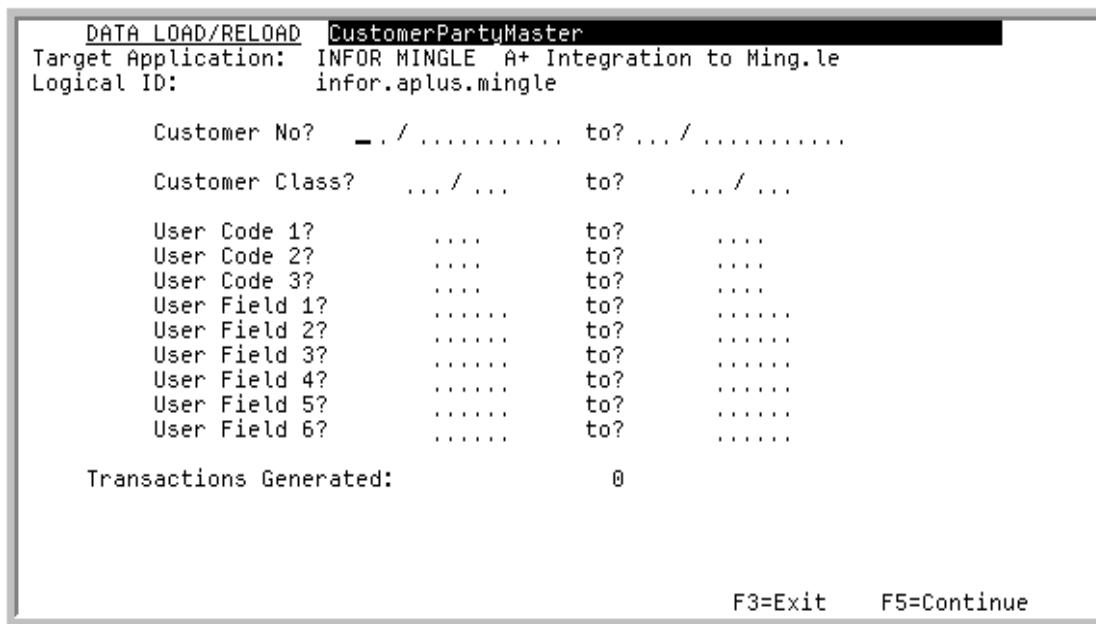 DATA LOAD/RELOAD CustomerPartyMaster
Target Application: INFOR MINGLE A+ Integration to Ming.le
Logical ID: infor.aplus.mingle
Customer No? _ . / ........... to? ... / ...........
Customer Class? ... / ... to? ... / ...
User Code 1? .... to? ....
User Code 2? .... to? ....
User Code 3? .... to? ....
User Field 1? ...... to? ......
User Field 2? ...... to? ......
User Field 3? ...... to? ......
User Field 4? ...... to? ......
User Field 5? ...... to? ......
User Field 6? ...... to? ......
Transactions Generated: 0
F3=Exit F5=Continue